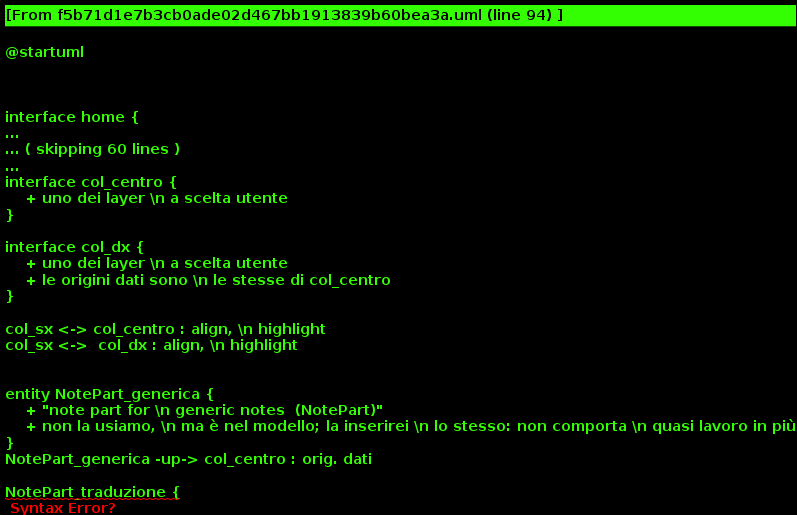 [From f5b71d1e7b3cb0ade02d467bb1913839b60bea3a.uml (line 94) ]
@startuml
interface home {
...
... ( skipping 60 lines )
...
interface col_centro {
+ uno dei layer \n a scelta utente
}
interface col_dx {
+ uno dei layer \n a scelta utente
+ le origini dati sono \n le stesse di col_centro
}
col_sx <-> col_centro : align, \n highlight
col_sx <->  col_dx : align, \n highlight
entity NotePart_generica {
+ "note part for \n generic notes  (NotePart)"
+ non la usiamo, \n ma è nel modello; la inserirei \n lo stesso: non comporta \n quasi lavoro in più
}
NotePart_generica -up-> col_centro : orig. dati
NotePart_traduzione {
Syntax Error?